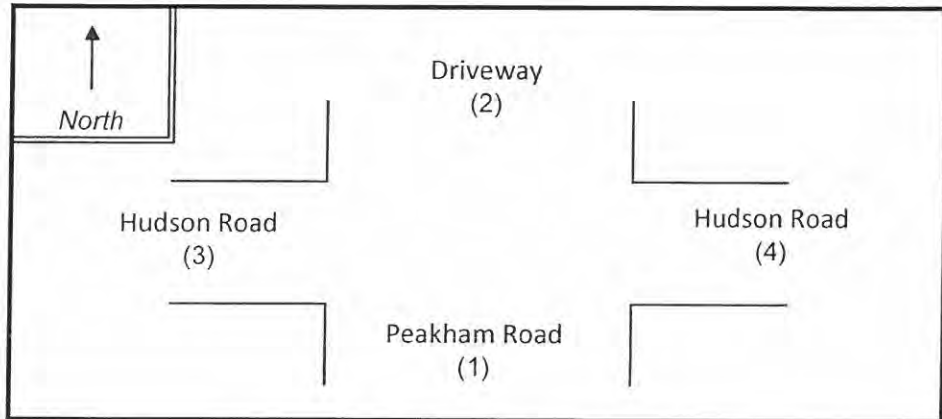 North
Driveway
(2)
Hudson Road
(3)
Hudson Road
(4)
Peakham Road
(1)